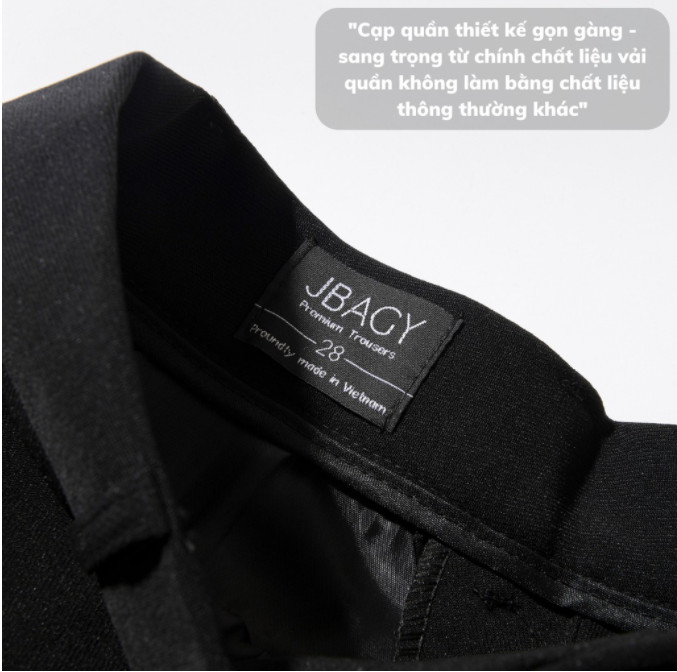 "Cạp quần thiết kế gọn gàng -
sang trọng từ chính chất liệu vải
quần không làm bằng chất liệu
thông thường khác"
JBAGY
Premium Trousers
28
Proundly made in Vietnam